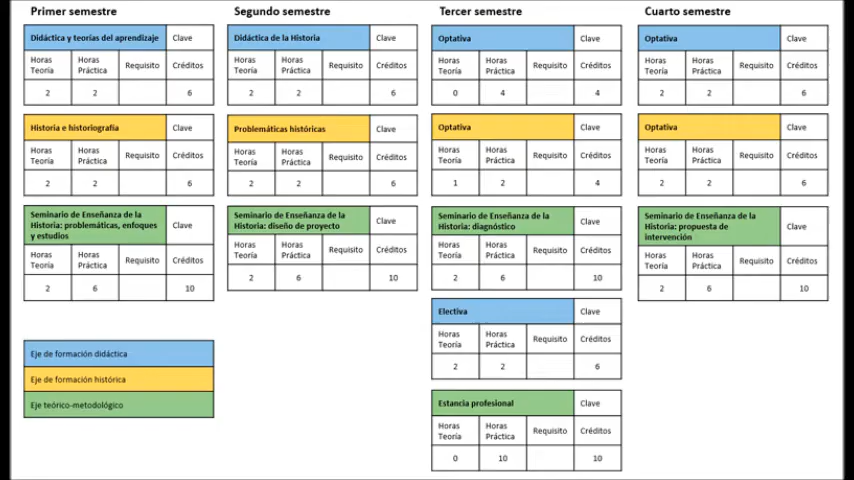 Primer semestre
Didáctica y teorías del aprendizaje Clave
Horas Teoría Horas Práctica Requisito Créditos
2 2 6
Historia e historiografía Clave
Horas Teoría Horas Práctica Requisito Créditos
2 2 6
Seminario de Enseñanza de la
Historia: problemáticas, enfoques
y estudios
Clave
Horas Teoría Horas Práctica Requisito Créditos
2 6 10
Eje de formación didáctica
Eje de formación histórica
Eje teórico-metodológico
Segundo semestre
Didáctica de la Historia Clave
Horas Teoría Horas Práctica Requisito Créditos
2 2 6
Problemáticas históricas Clave
Horas Teoría Horas Práctica Requisito Créditos
2 2 6
Seminario de Enseñanza de la
Historia: diseño de proyecto
Clave
Horas Teoría Horas Práctica Requisito Créditos
2 6 10
Tercer semestre
Optativa Clave
Horas Teoría Horas Práctica Requisito Créditos
0 4 4
Optativa Clave
Horas Teoría Horas Práctica Requisito Créditos
1 2 4
Seminario de Enseñanza de la
Historia: diagnóstico
Clave
Horas Teoría Horas Práctica Requisito Créditos
2 6 10
Electiva Clave
Horas Teoría Horas Práctica Requisito Créditos
2 2 6
Estancia profesional Clave
Horas Teoría Horas Práctica Requisito Créditos
0 10 10
Cuarto semestre
Optativa Clave
Horas Teoría Horas Práctica Requisito Créditos
2 2 6
Optativa Clave
Horas Teoría Horas Práctica Requisito Créditos
2 2 6
Seminario de Enseñanza de la
Historia: propuesta de
intervención
Clave
Horas Teoría Horas Práctica Requisito Créditos
2 6 10